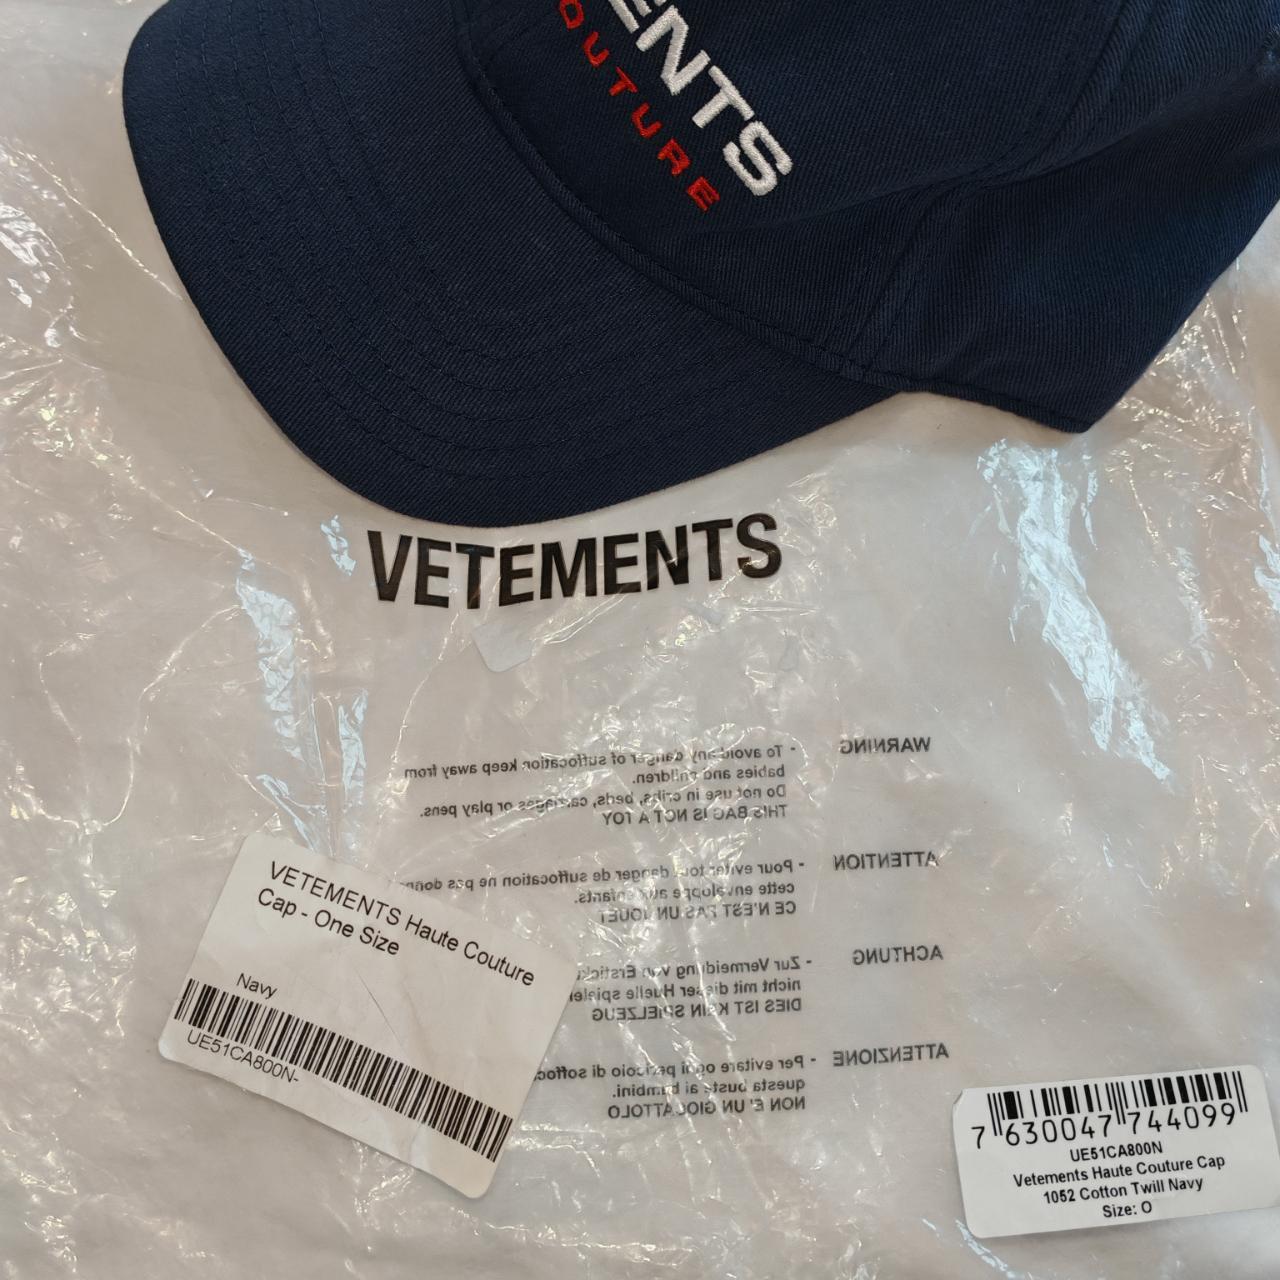 ENTS
OUTURE
VETEMENTS
WARNING
- To avoid any danger of suffocation keep away from
babies and children.
Do not use in cribs, beds, carriages or play pens.
THIS BAG IS NOT A TOY
ATTENTION
- Pour eviter tout danger de suffocation ne pas donn
cette enveloppe aux enfants.
CE N'EST PAS UN JOUET
ACHTUNG
- Zur Vermeidung von Erstick
nicht mit dieser Huelle spiele
DIES IST KEIN SPIELZEUG
ATTENZIONE
- Per evitare ogni pericolo di soffoc
questa busta ai bambini.
NON E' UN GIOCATTOLO
VETEMENTS Haute Couture
Cap - One Size
Navy
UE51CA800N-
7 630047 744099
UE51CA800N
Vetements Haute Couture Cap
1052 Cotton Twill Navy
Size: O